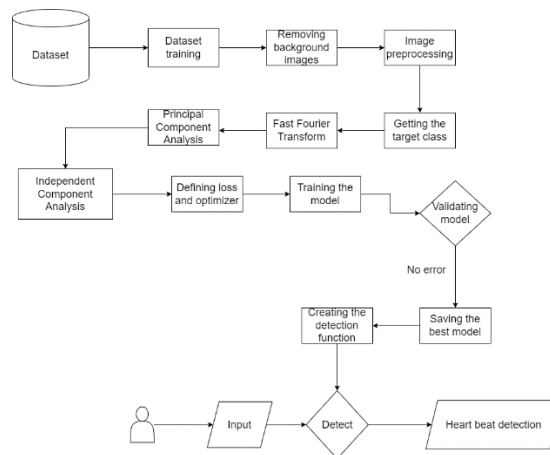 Dataset
Dataset
training
Removing
background
images
Image
preprocessing
Principal
Component
Analysis
Fast Fourier
Transform
Getting the
target class
Independent
Component
Analysis
Defining loss
and optimizer
Training the
model
Validating
model
No error
Creating the
detection
function
Saving the
best model
Input
Detect
Heart beat detection